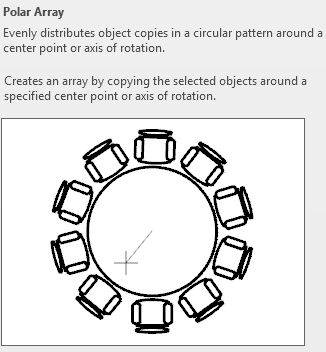 Polar Array
Evenly distributes object copies in a circular pattern around a
center point or axis of rotation.
Creates an array by copying the selected objects around a
specified center point or axis of rotation.